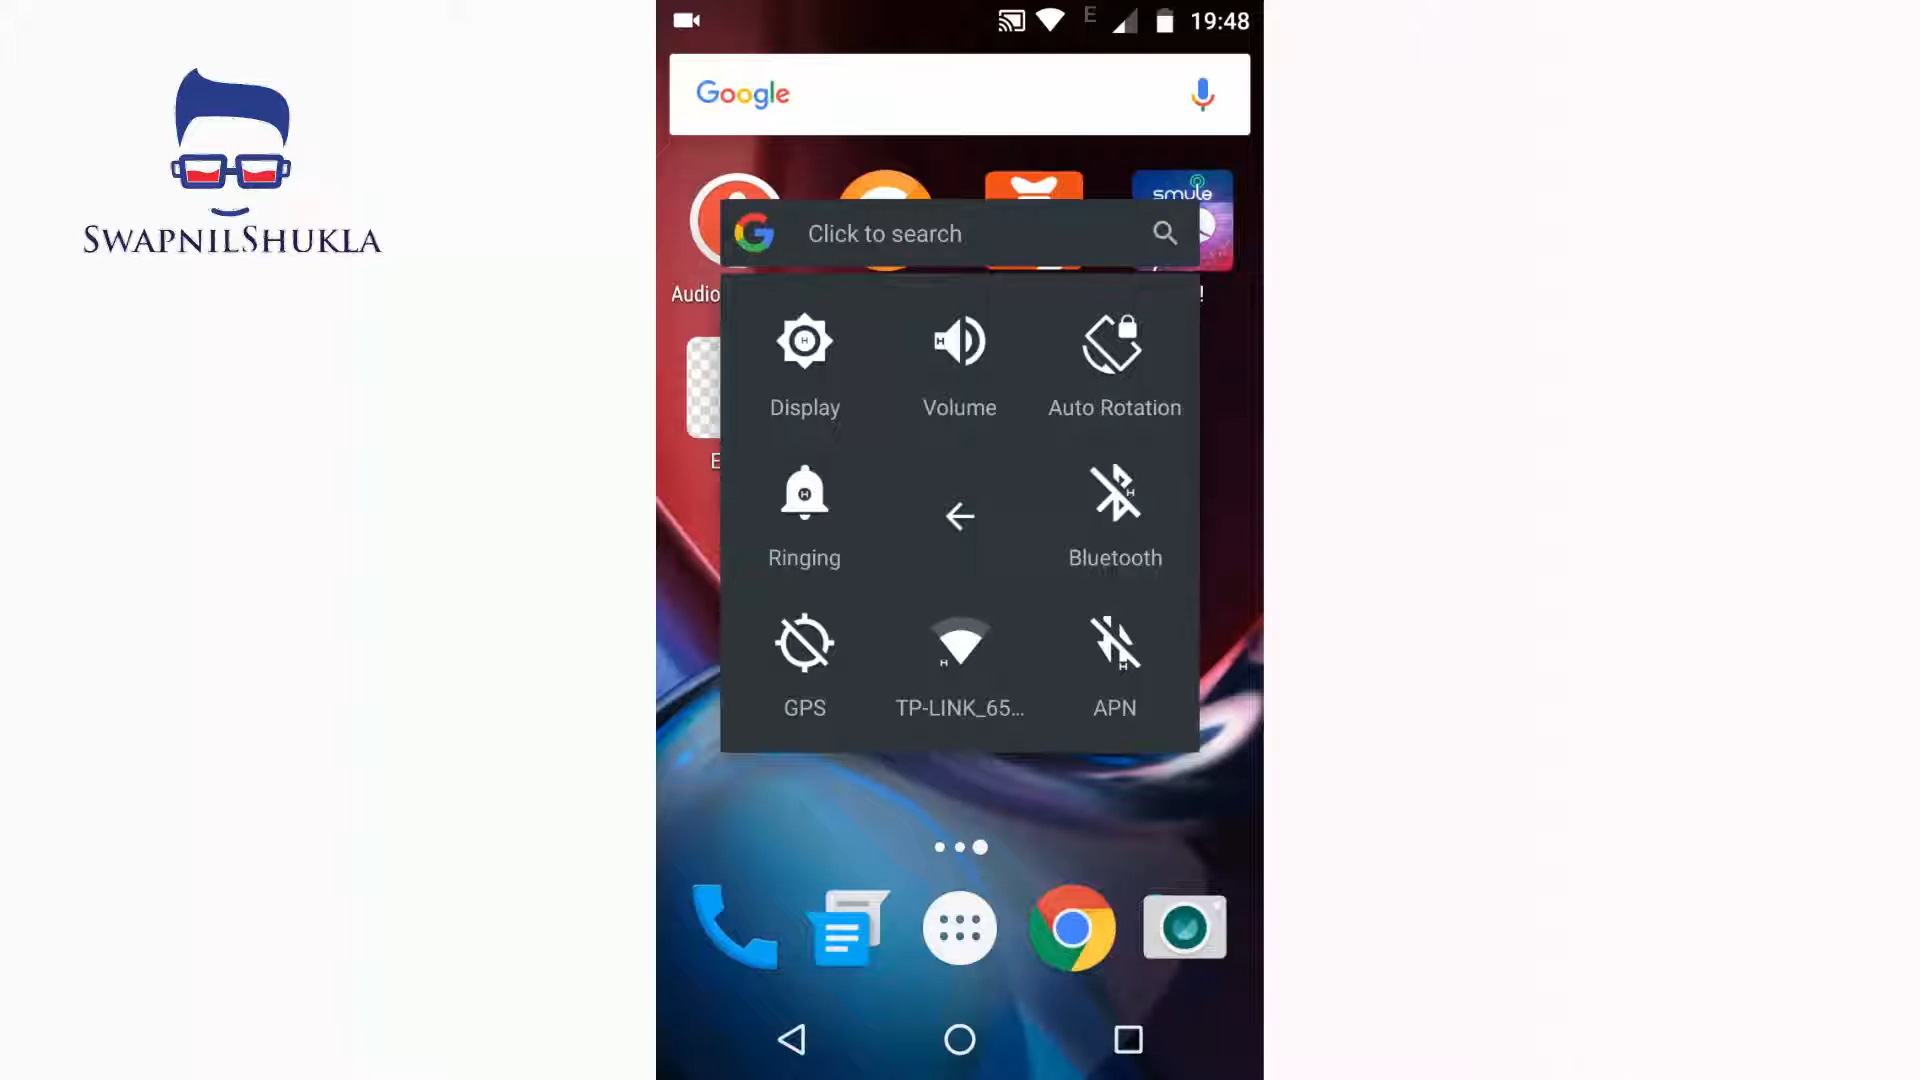 E 19:48
SWAPNILSHUKLA
Google
smule
Click to search
Audio
!
Display Volume Auto Rotation
E
Ringing Bluetooth
GPS TP-LINK_65... APN